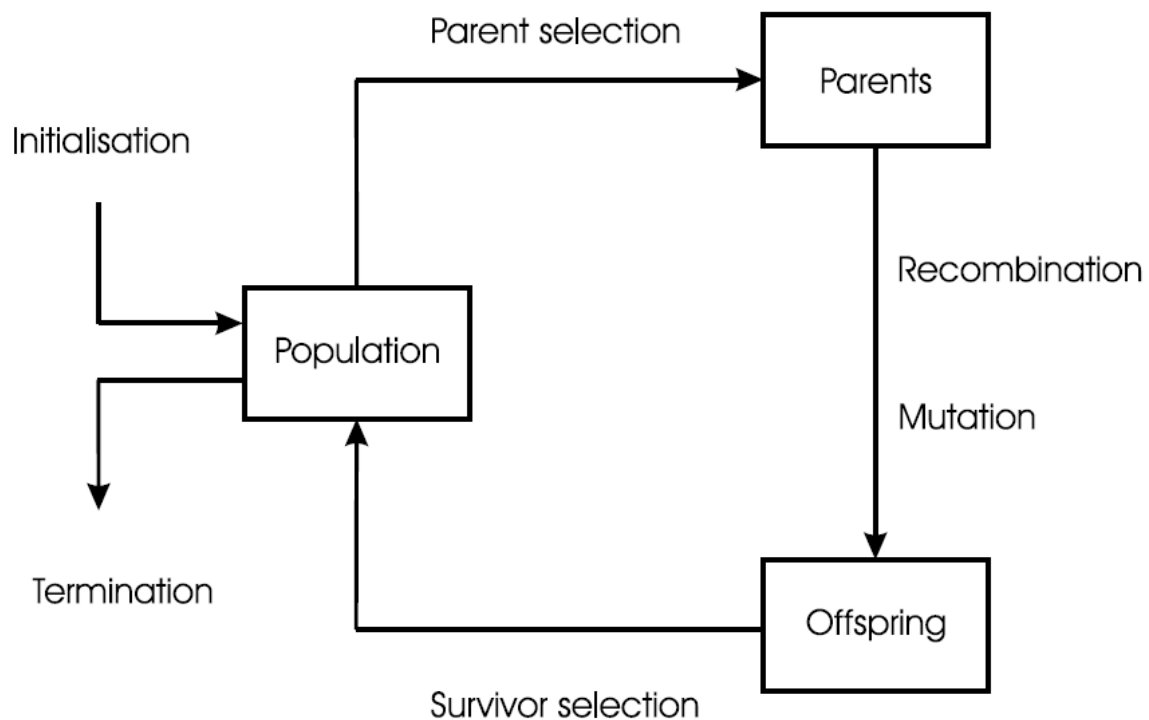 Parent selection
Parents
Initialisation
Recombination
Population
Mutation
Termination
Offspring
Survivor selection